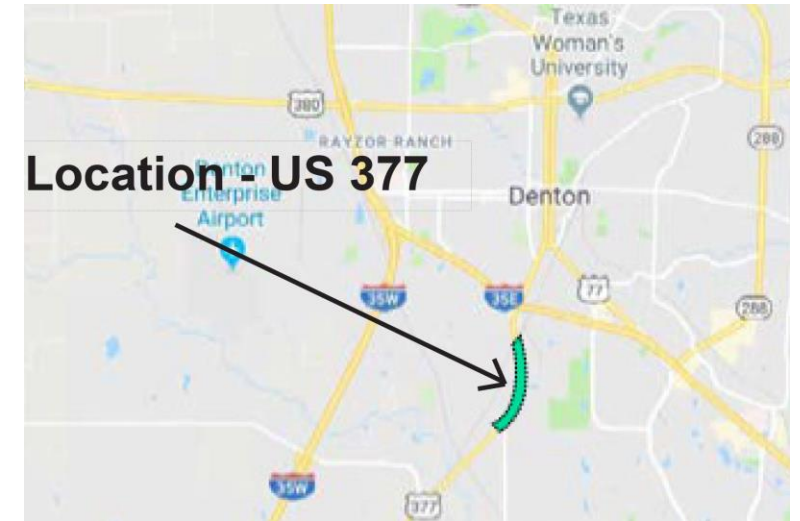 Texas
Woman's
University
380
RAYZOR RANCH
288
Location - US 377
Denton
Enterprise
Airport
Denton
35W
35E
77
288
35W
377